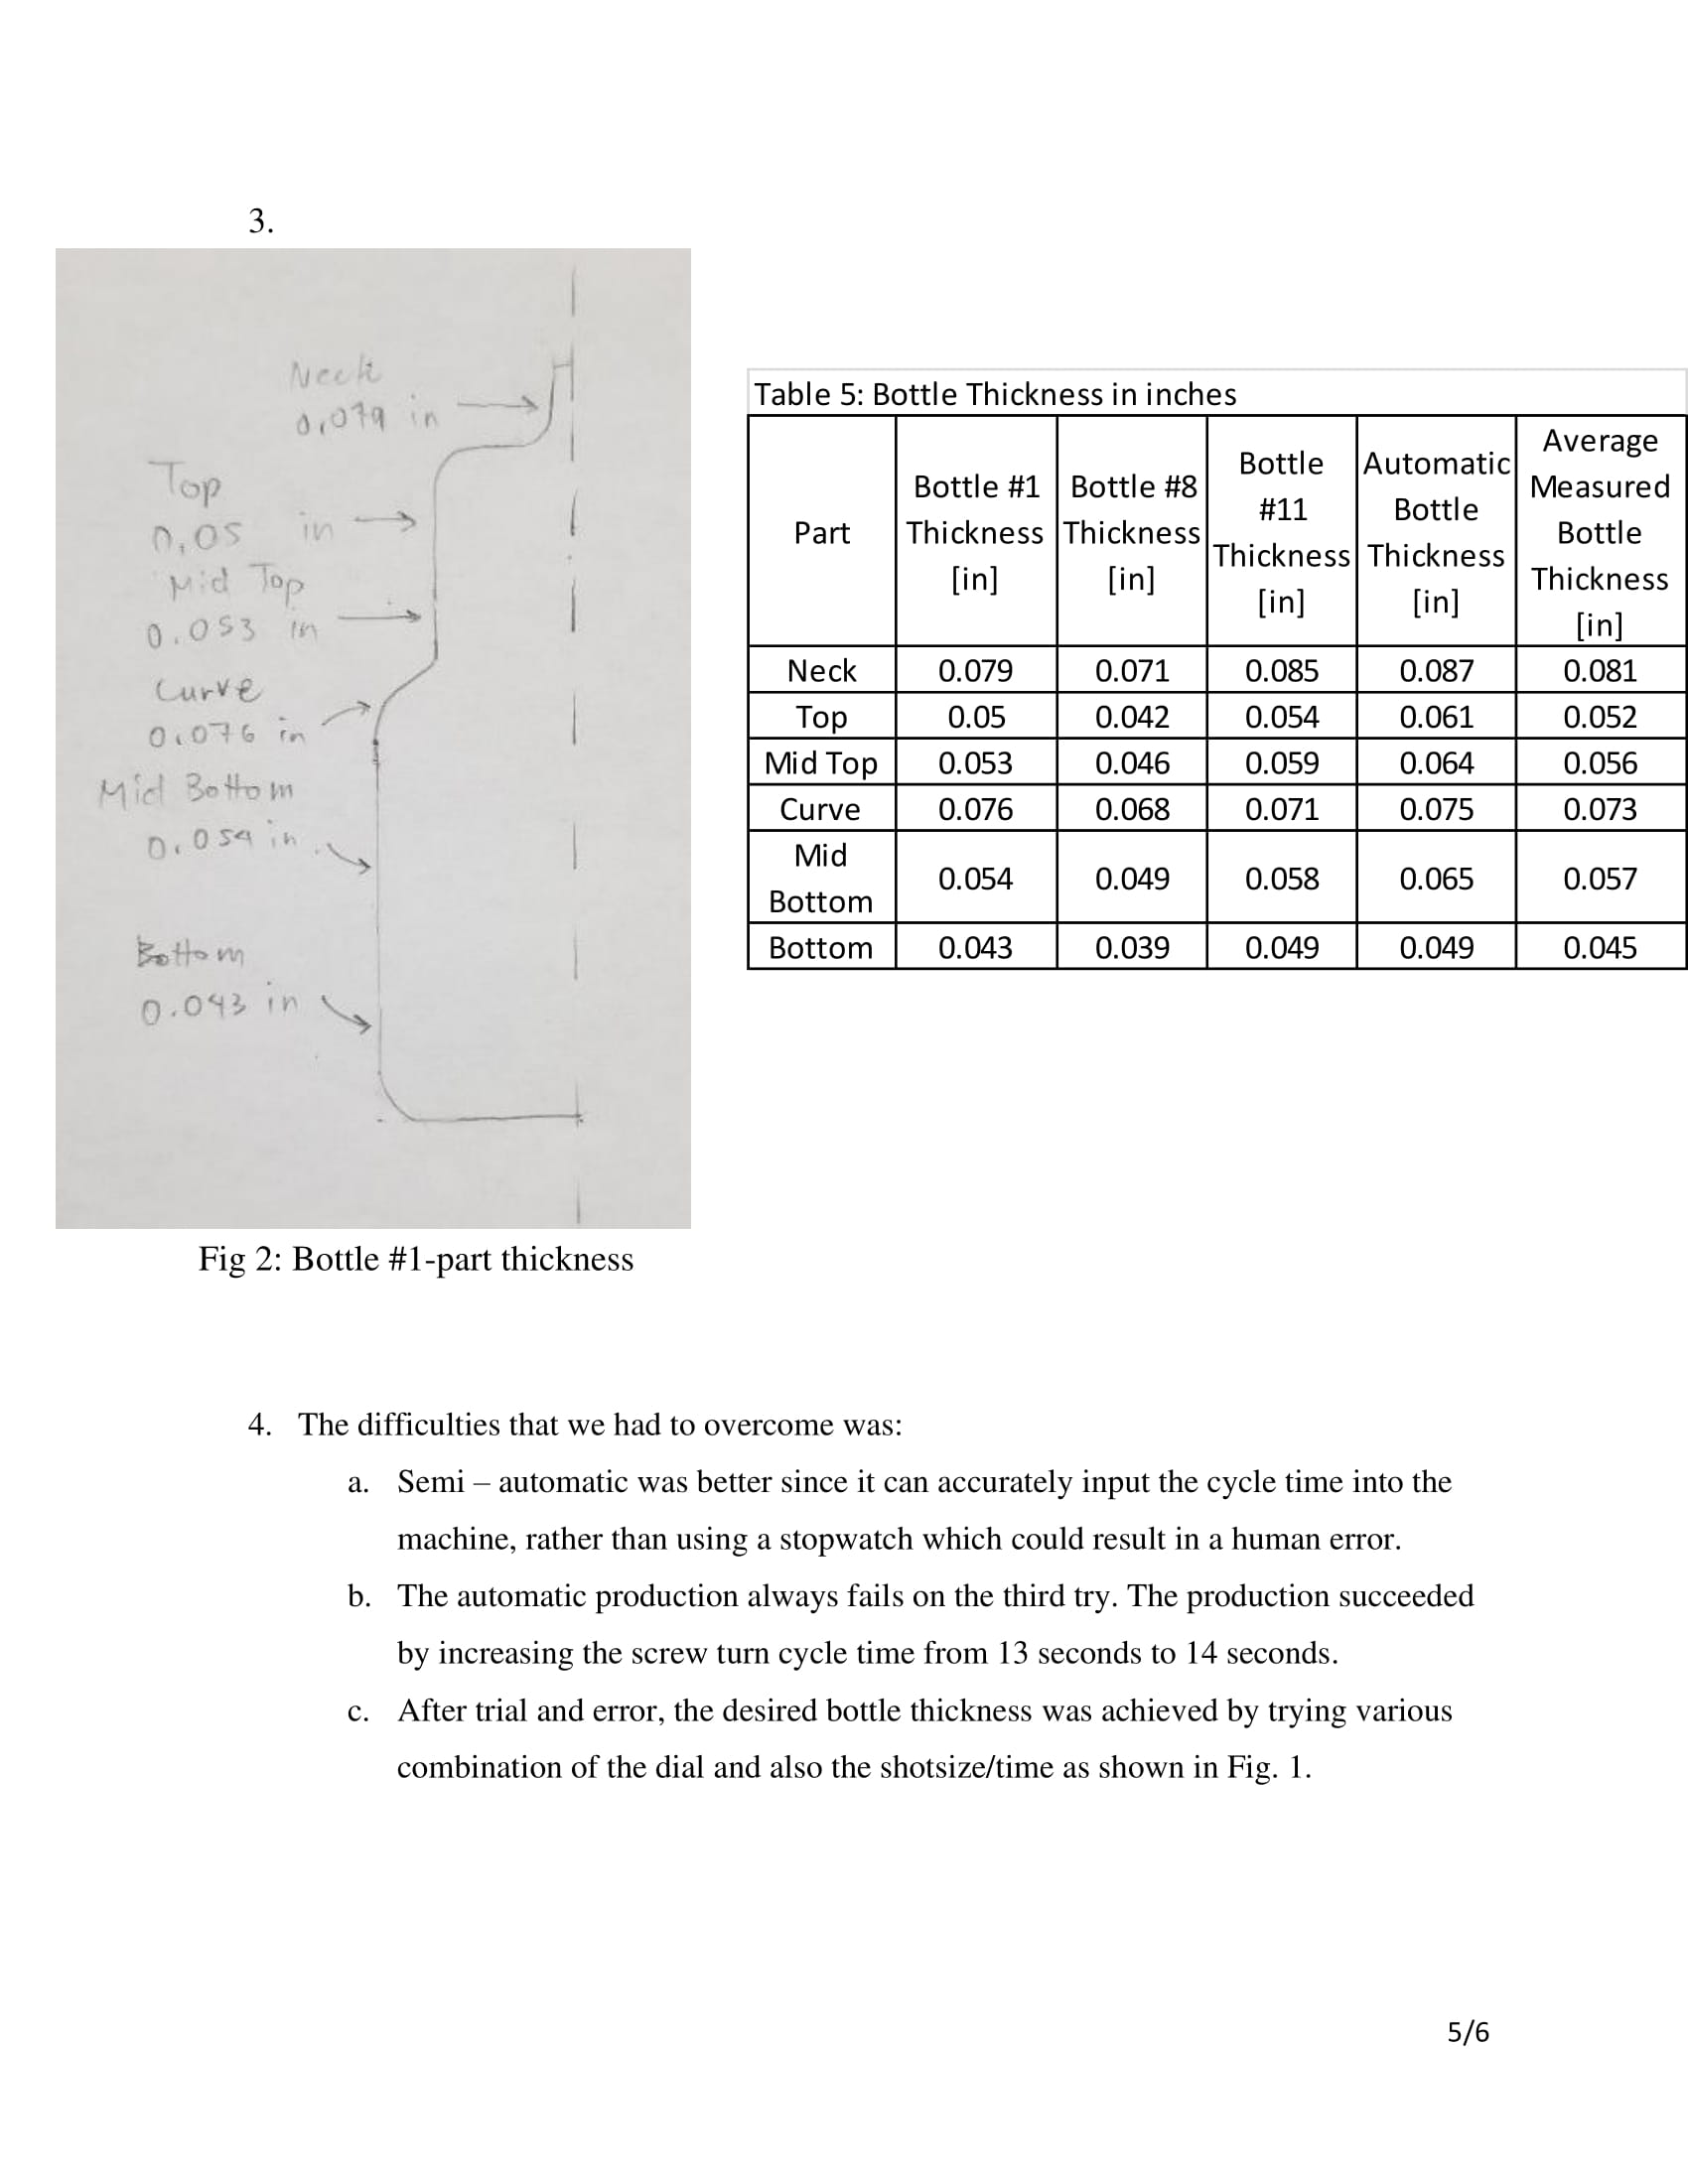 3.
Neck
0.079 in
Top
0.05 in
Mid Top
0.053 in
Curve
0.076 in
Mid Bottom
0.054 in
Bottom
0.043 in
Fig 2: Bottle #1-part thickness
Table 5: Bottle Thickness in inches
Part Bottle #1 Thickness [in] Bottle #8 Thickness [in] Bottle #11 Thickness [in] Automatic Bottle Thickness [in] Average Measured Bottle Thickness [in]
Neck 0.079 0.071 0.085 0.087 0.081
Top 0.05 0.042 0.054 0.061 0.052
Mid Top 0.053 0.046 0.059 0.064 0.056
Curve 0.076 0.068 0.071 0.075 0.073
Mid Bottom 0.054 0.049 0.058 0.065 0.057
Bottom 0.043 0.039 0.049 0.049 0.045
4. The difficulties that we had to overcome was:
a. Semi – automatic was better since it can accurately input the cycle time into the
machine, rather than using a stopwatch which could result in a human error.
b. The automatic production always fails on the third try. The production succeeded
by increasing the screw turn cycle time from 13 seconds to 14 seconds.
c. After trial and error, the desired bottle thickness was achieved by trying various
combination of the dial and also the shotsize/time as shown in Fig. 1.
5/6